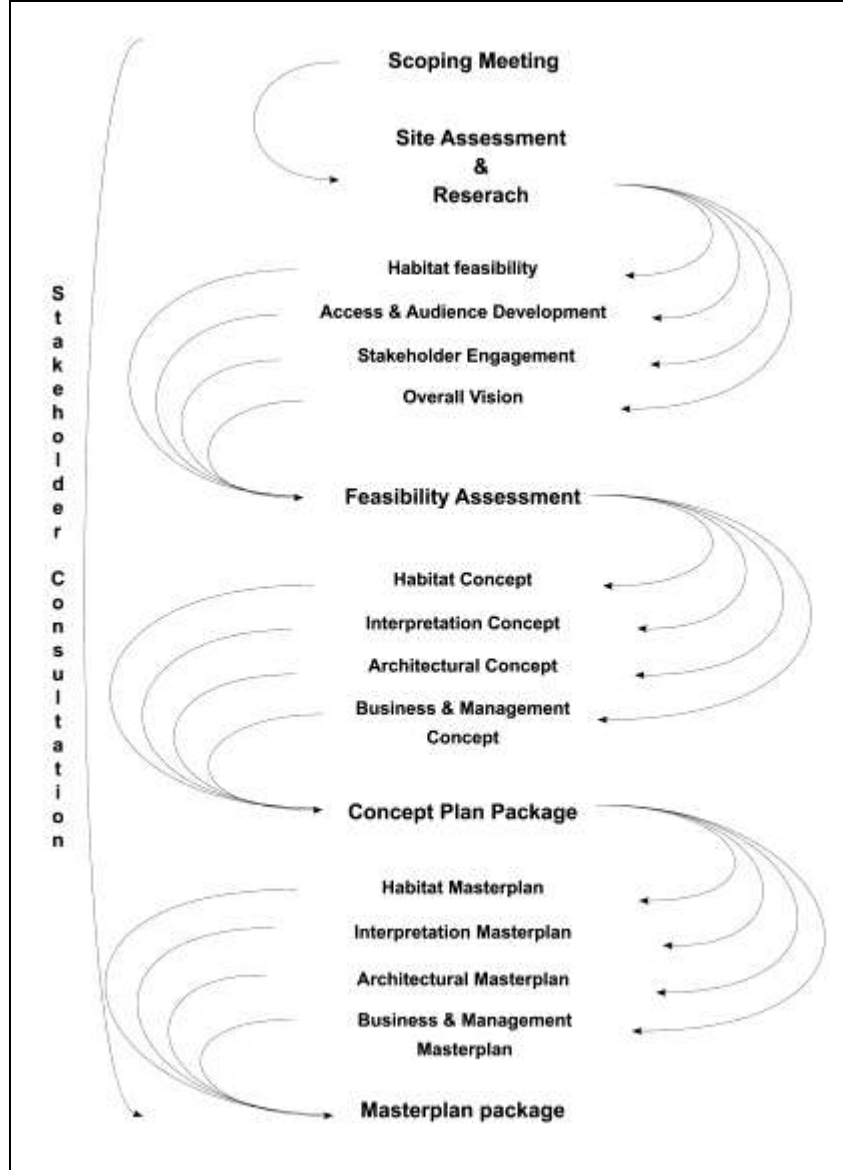 Scoping Meeting
Site Assessment
&
Reserach
Habitat feasibility
Access & Audience Development
Stakeholder Engagement
Overall Vision
Feasibility Assessment
Habitat Concept
Interpretation Concept
Architectural Concept
Business & Management
Concept
Concept Plan Package
Habitat Masterplan
Interpretation Masterplan
Architectural Masterplan
Business & Management
Masterplan
Masterplan package
Stakeholder Consultation